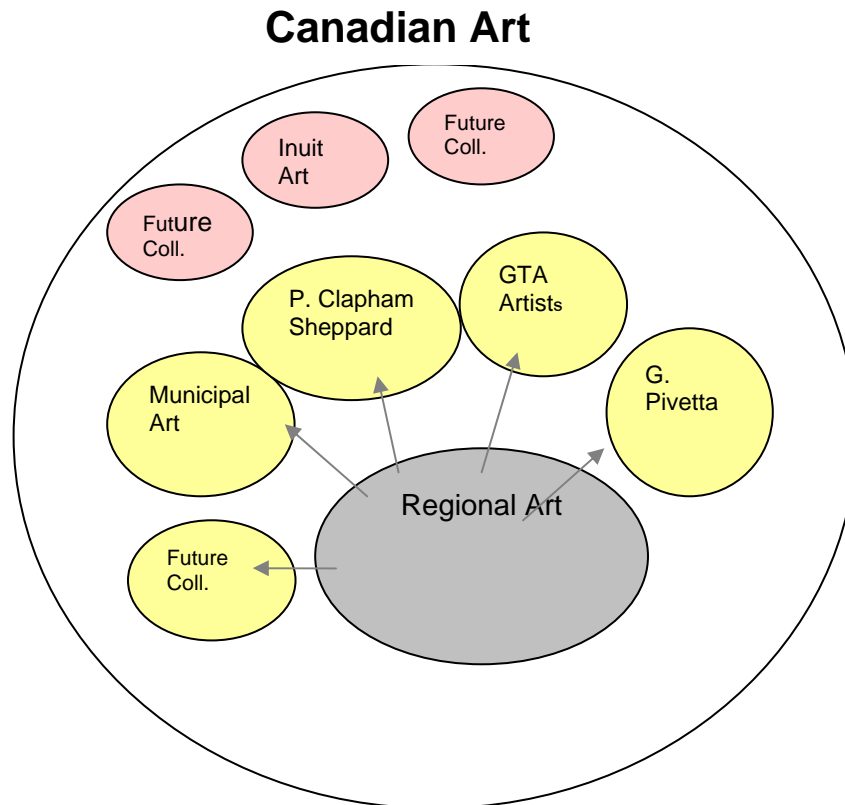 Canadian Art
Future
Coll.
Inuit
Art
Future
Coll.
GTA
Artists
P. Clapham
Sheppard
G.
Pivetta
Municipal
Art
Regional Art
Future
Coll.